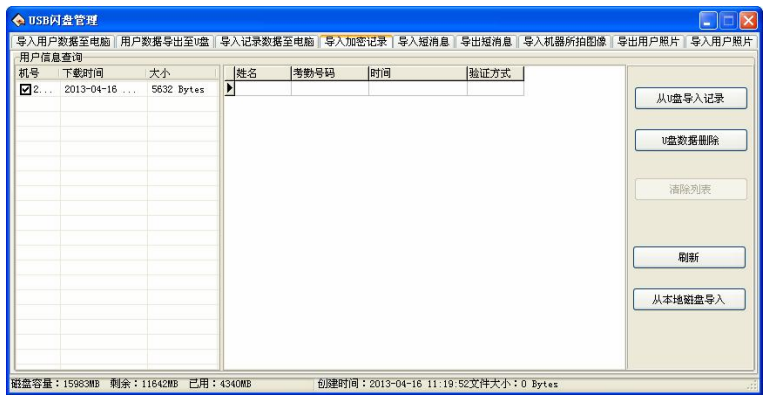 USB闪盘管理
导入用户数据至电脑 用户数据导出至U盘 导入记录数据至电脑 导入加密记录 导入短消息 导出短消息 导入机器所拍图像 导出用户照片 导入用户照片
用户信息查询
机号 下载时间 大小 姓名 考勤号码 时间 验证方式
2... 2013-04-16 ... 5632 Bytes
从U盘导入记录
U盘数据删除
清除列表
刷新
从本地磁盘导入
磁盘容量：15983MB 剩余：11642MB 已用：4340MB 创建时间：2013-04-16 11:19:52文件大小：0 Bytes